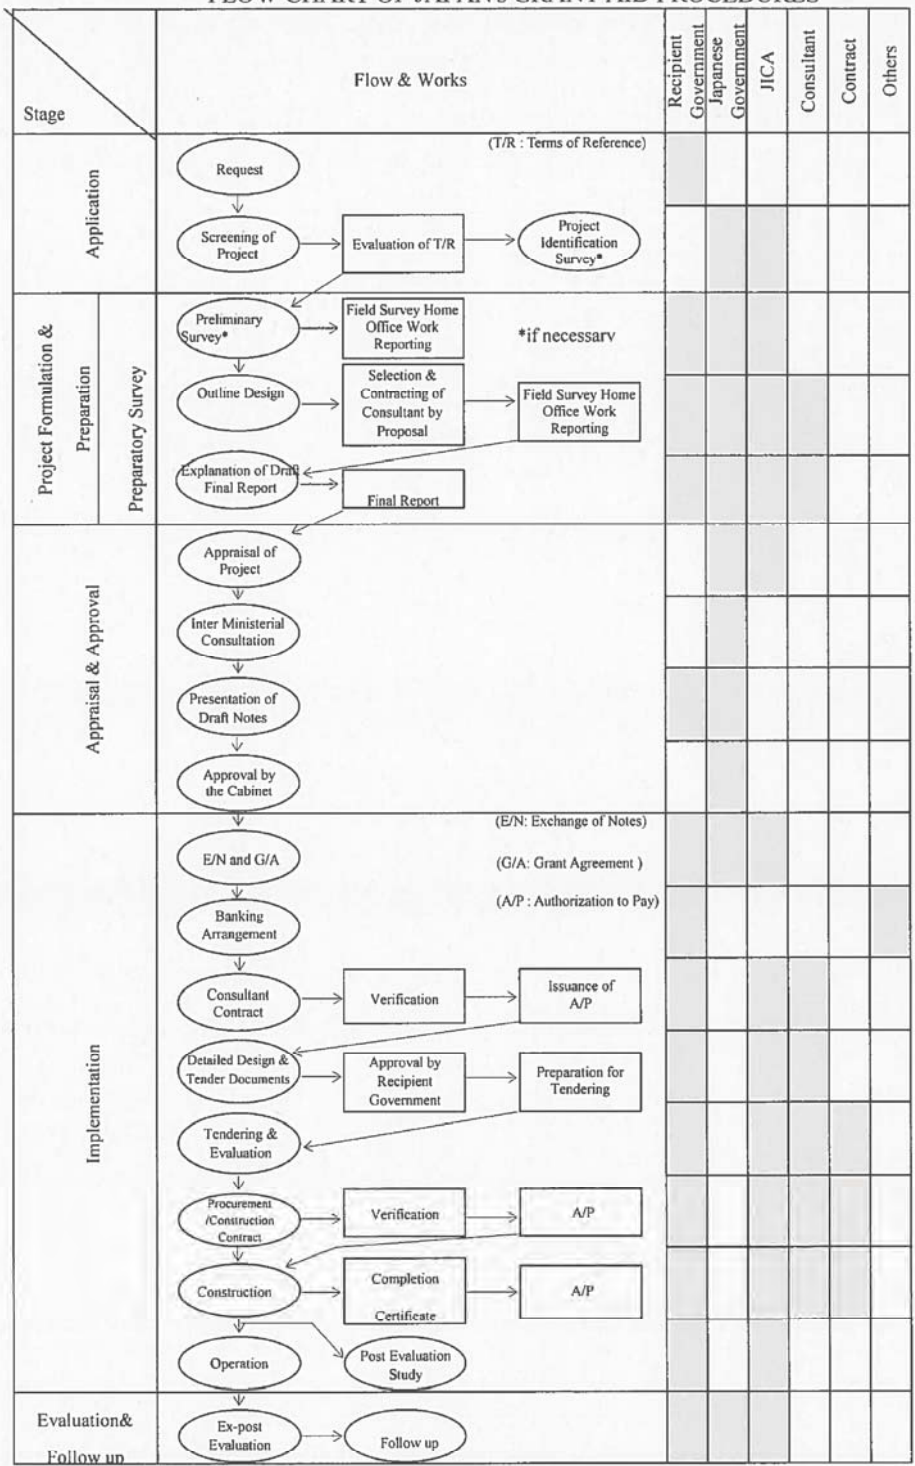 FLOW CHART OF JAPAN'S GRANT AID PROCEDURES
Stage
Flow & Works
Recipient
Government
Japanese
Government
JICA
Consultant
Contract
Others
Application
(T/R : Terms of Reference)
Request
Screening of
Project
Evaluation of T/R
Project
Identification
Survey*
Project Formulation &
Preparation
Preparatory Survey
Preliminary
Survey*
Field Survey Home
Office Work
Reporting
*if necessary
Outline Design
Selection &
Contracting of
Consultant by
Proposal
Field Survey Home
Office Work
Reporting
Explanation of Draft
Final Report
Final Report
Appraisal & Approval
Appraisal of
Project
Inter Ministerial
Consultation
Presentation of
Draft Notes
Approval by
the Cabinet
Implementation
(E/N: Exchange of Notes)
E/N and G/A
(G/A: Grant Agreement )
(A/P : Authorization to Pay)
Banking
Arrangement
Consultant
Contract
Verification
Issuance of
A/P
Detailed Design &
Tender Documents
Approval by
Recipient
Government
Preparation for
Tendering
Tendering &
Evaluation
Procurement
/Construction
Contract
Verification
A/P
Construction
Completion
Certificate
A/P
Operation
Post Evaluation
Study
Evaluation&
Follow up
Ex-post
Evaluation
Follow up